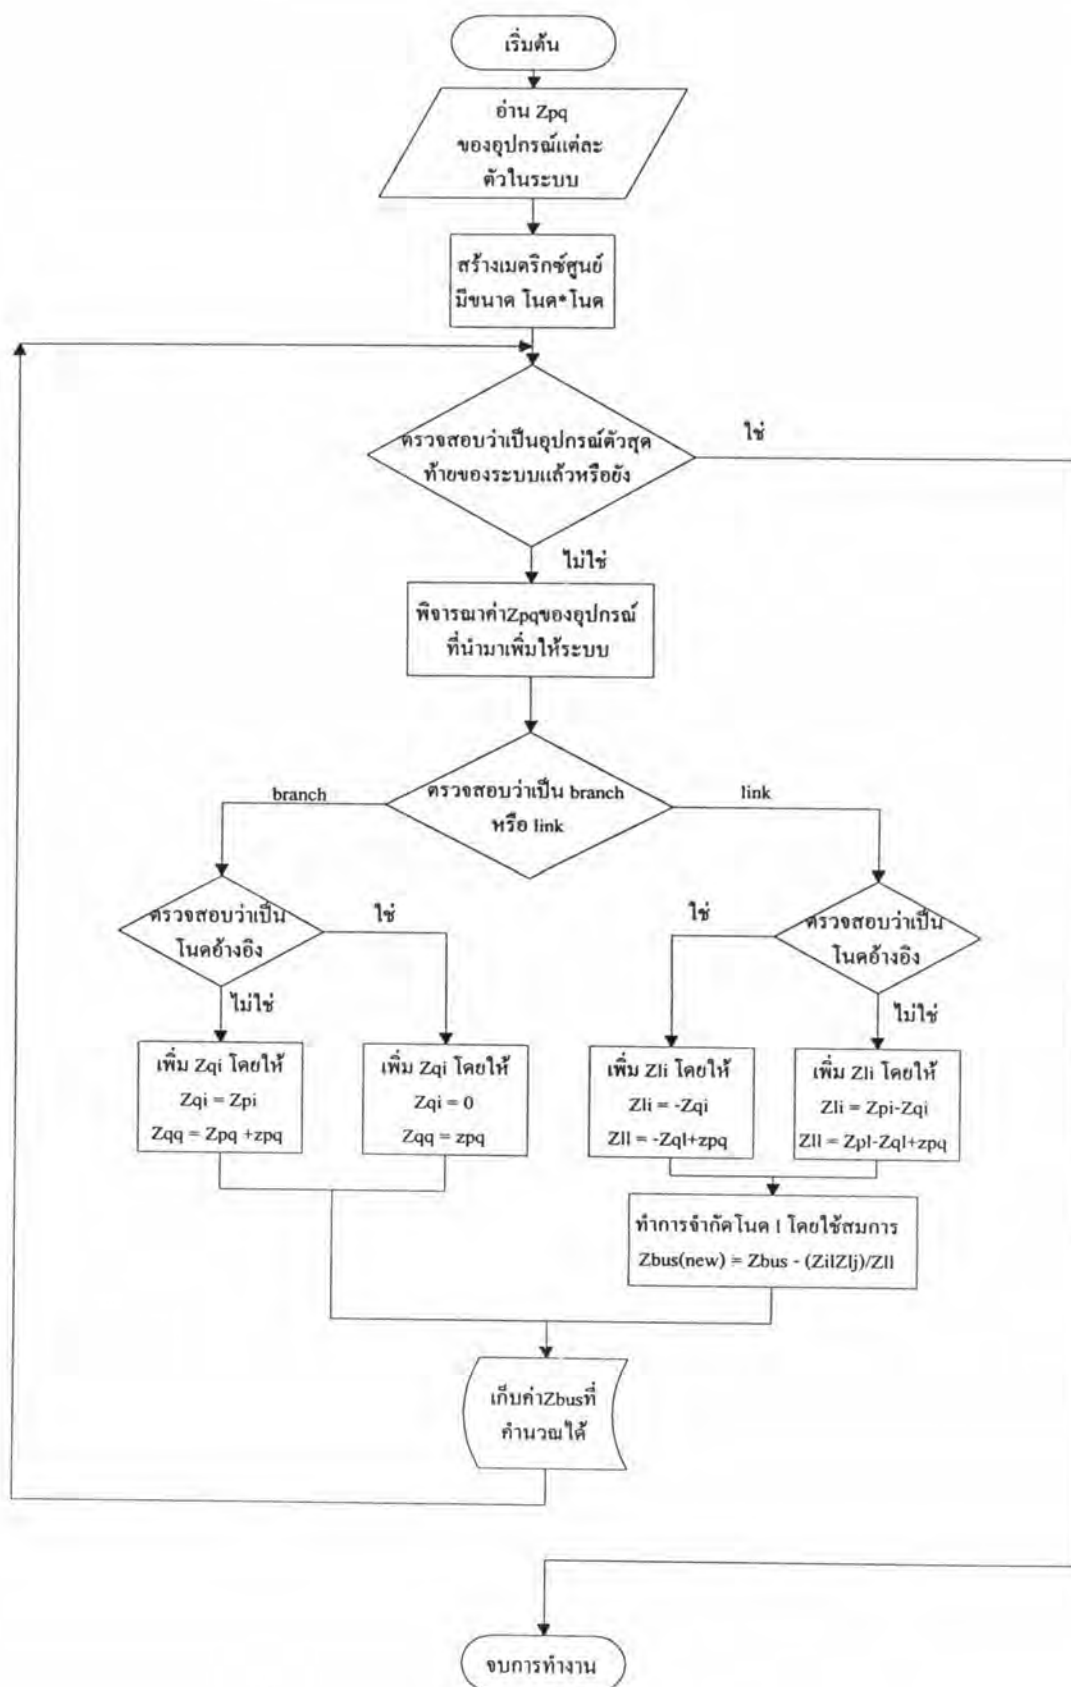 เริ่มต้น
อ่าน Zpq
ของอุปกรณ์แต่ละ
ตัวในระบบ
สร้างเมตริกซ์ศูนย์
มีขนาด โนด*โนด
ตรวจสอบว่าเป็นอุปกรณ์ตัวสุด
ท้ายของระบบแล้วหรือยัง
ใช่
ไม่ใช่
พิจารณาค่าZpqของอุปกรณ์
ที่นำมาเพิ่มให้ระบบ
branch
ตรวจสอบว่าเป็น branch
หรือ link
link
ตรวจสอบว่าเป็น
โนดอ้างอิง
ใช่
ไม่ใช่
ใช่
ตรวจสอบว่าเป็น
โนดอ้างอิง
ไม่ใช่
เพิ่ม Zqi โดยให้
Zqi = Zpi
Zqq = Zpq +zpq
เพิ่ม Zqi โดยให้
Zqi = 0
Zqq = zpq
เพิ่ม Zli โดยให้
Zli = -Zqi
Zll = -Zql+zpq
เพิ่ม Zli โดยให้
Zli = Zpi-Zqi
Zll = Zpl-Zql+zpq
ทำการจำกัดโนด l โดยใช้สมการ
Zbus(new) = Zbus - (ZilZlj)/Zll
เก็บค่าZbusที่
คำนวณได้
จบการทำงาน